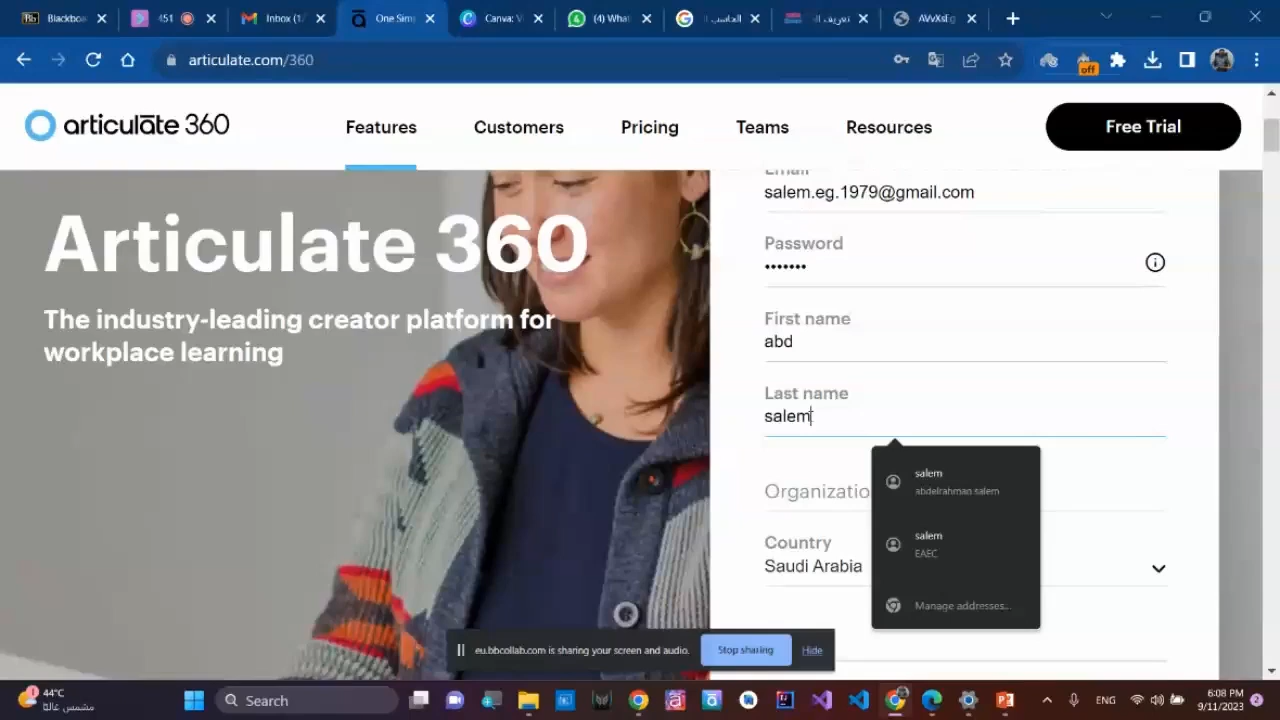 Blackboa
451
Inbox (1
One Simp
Canva: V
(4) What
الحاسب
تعريف الـ
AVvXsEg
articulate.com/360
off
articulate 360
Features
Customers
Pricing
Teams
Resources
Free Trial
Articulate 360
The industry-leading creator platform for
workplace learning
Email
salem.eg.1979@gmail.com
Password
First name
abd
Last name
salem
salem
abdelrahman salem
salem
EAEC
Manage addresses...
Organizatio
Country
Saudi Arabia
eu.bbcollab.com is sharing your screen and audio.
Stop sharing
Hide
44°C
مشمس غالبًا
Search
ENG
6:08 PM
9/11/2023
2